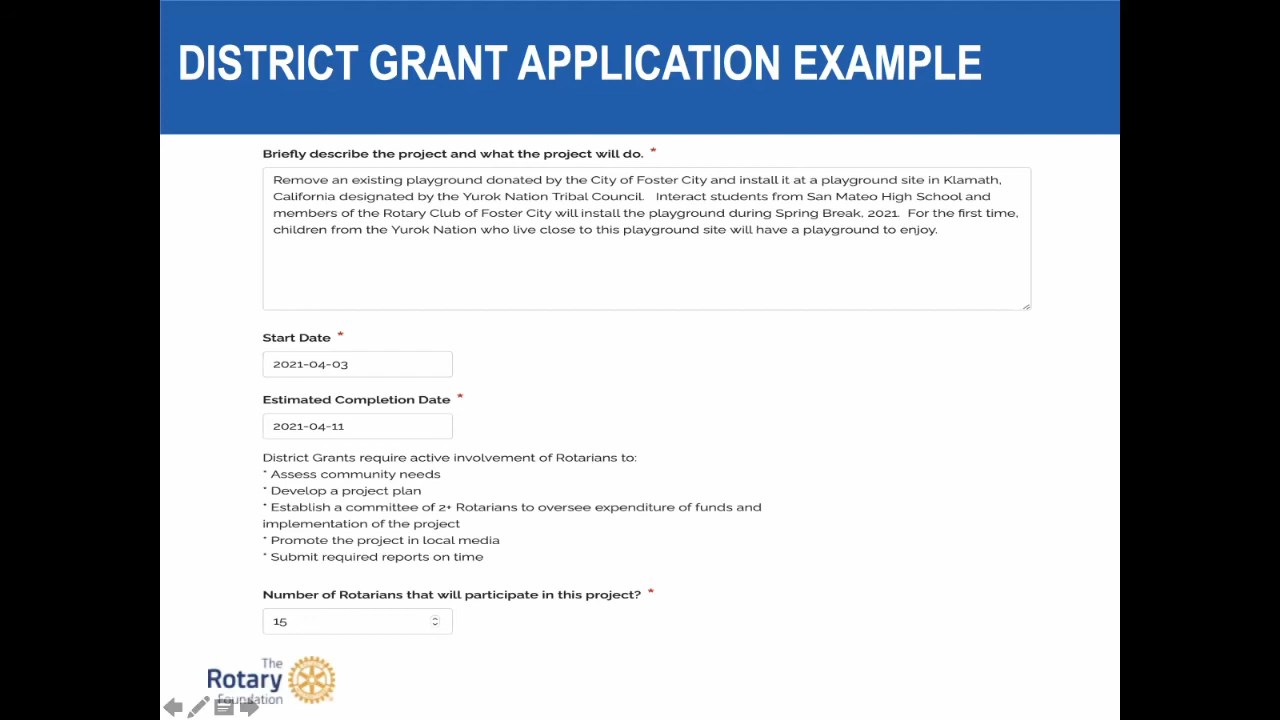 DISTRICT GRANT APPLICATION EXAMPLE
Briefly describe the project and what the project will do. *
Remove an existing playground donated by the City of Foster City and install it at a playground site in Klamath,
California designated by the Yurok Nation Tribal Council.   Interact students from San Mateo High School and
members of the Rotary Club of Foster City will install the playground during Spring Break, 2021.  For the first time,
children from the Yurok Nation who live close to this playground site will have a playground to enjoy.
Start Date *
2021-04-03
Estimated Completion Date *
2021-04-11
District Grants require active involvement of Rotarians to:
* Assess community needs
* Develop a project plan
* Establish a committee of 2+ Rotarians to oversee expenditure of funds and
implementation of the project
* Promote the project in local media
* Submit required reports on time
Number of Rotarians that will participate in this project? *
15
The
Rotary
Foundation